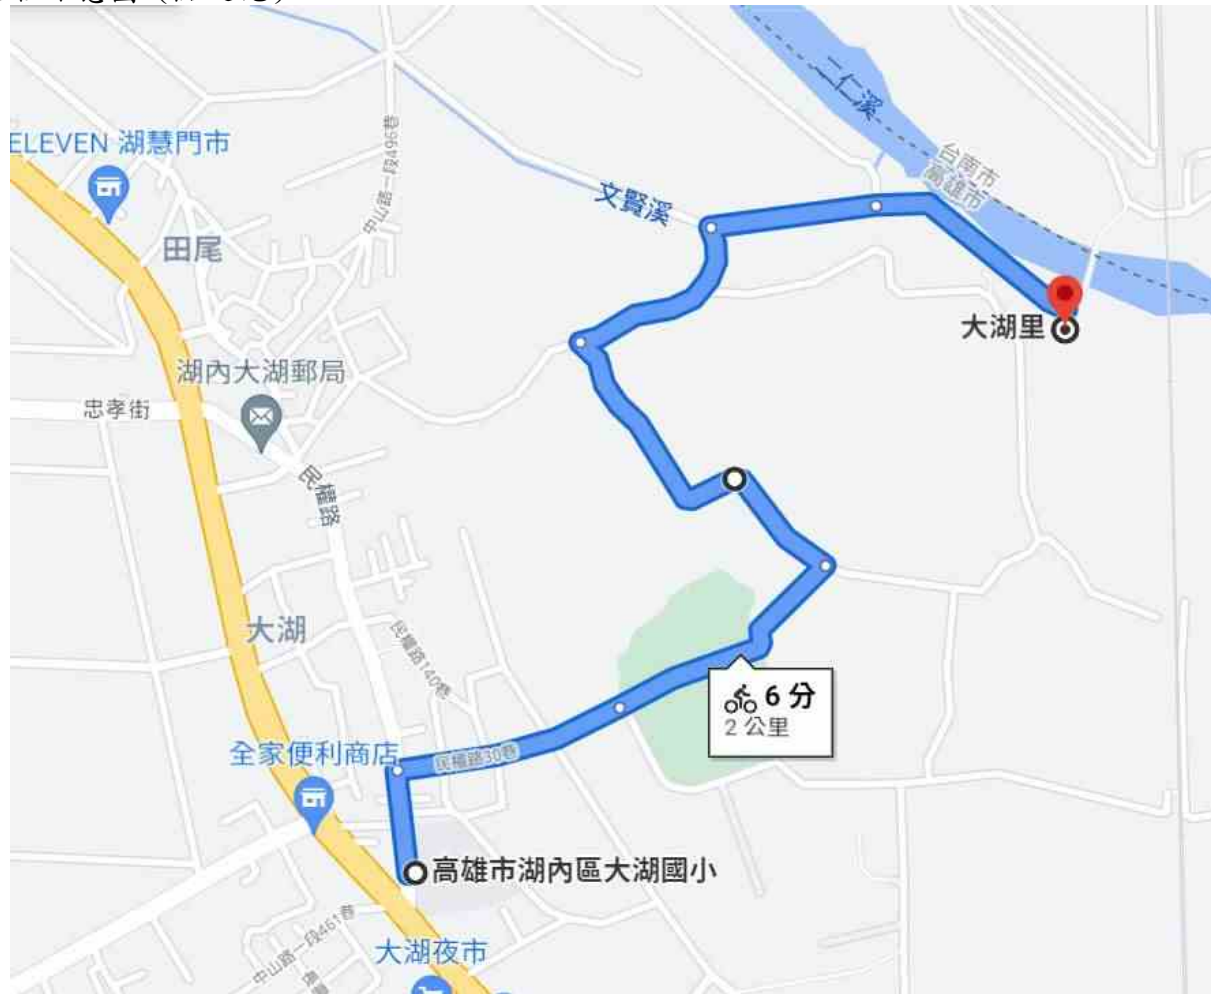 二仁溪
ELEVEN 湖慧門市
中山路一段496巷
台南市
高雄市
文賢溪
田尾
大湖里
湖內大湖郵局
忠孝街
民權路
大湖
民權路140巷
6 分
2 公里
全家便利商店
民權路30巷
高雄市湖內區大湖國小
中山路一段461巷
大湖夜市